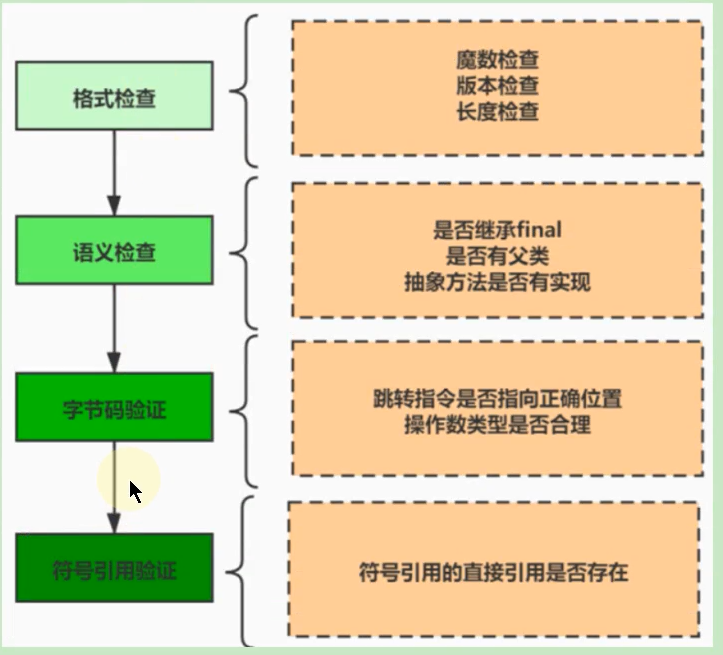 格式检查
魔数检查
版本检查
长度检查
语义检查
是否继承final
是否有父类
抽象方法是否有实现
字节码验证
跳转指令是否指向正确位置
操作数类型是否合理
符号引用验证
符号引用的直接引用是否存在